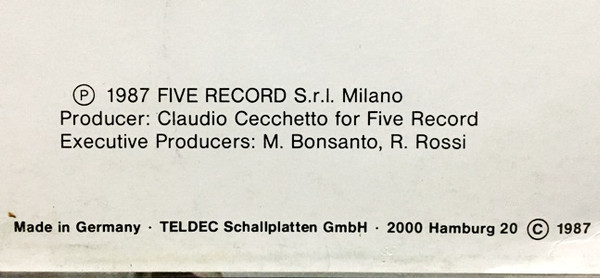 Ⓟ 1987 FIVE RECORD S.r.l. Milano
Producer: Claudio Cecchetto for Five Record
Executive Producers: M. Bonsanto, R. Rossi
Made in Germany · TELDEC Schallplatten GmbH · 2000 Hamburg 20 © 1987